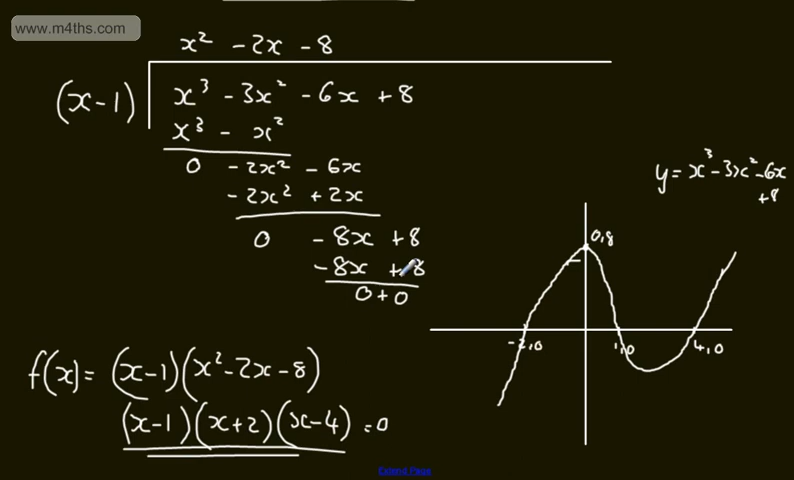 www.m4ths.com
x² - 2x - 8
(x-1) x³ - 3x² - 6x + 8
x³ - x²
0 - 2x² - 6x
- 2x² + 2x
0 - 8x + 8
- 8x + 8
0 + 0
f(x) = (x-1)(x²-2x-8)
(x-1)(x+2)(x-4) = 0
y = x³-3x²-6x
+8
0,8
-2,0 1,0 4,0
Extend Page